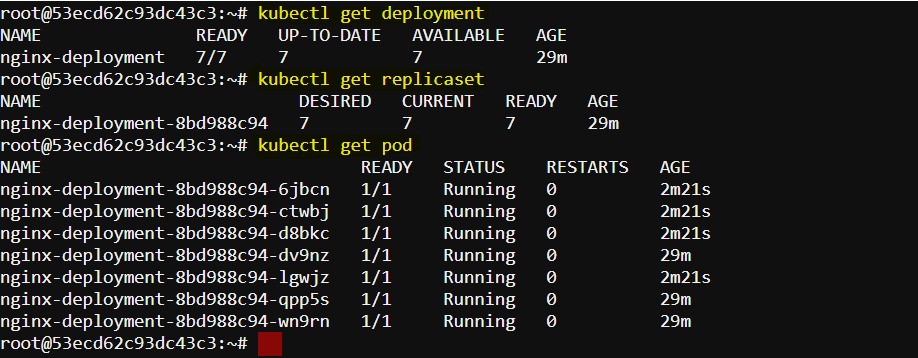 root@53ecd62c93dc43c3:~# kubectl get deployment
NAME               READY   UP-TO-DATE   AVAILABLE   AGE
nginx-deployment   7/7     7            7           29m
root@53ecd62c93dc43c3:~# kubectl get replicaset
NAME                         DESIRED   CURRENT   READY   AGE
nginx-deployment-8bd988c94   7         7         7       29m
root@53ecd62c93dc43c3:~# kubectl get pod
NAME                               READY   STATUS    RESTARTS   AGE
nginx-deployment-8bd988c94-6jbcn   1/1     Running   0          2m21s
nginx-deployment-8bd988c94-ctwbj   1/1     Running   0          2m21s
nginx-deployment-8bd988c94-d8bkc   1/1     Running   0          2m21s
nginx-deployment-8bd988c94-dv9nz   1/1     Running   0          29m
nginx-deployment-8bd988c94-lgwjz   1/1     Running   0          2m21s
nginx-deployment-8bd988c94-qpp5s   1/1     Running   0          29m
nginx-deployment-8bd988c94-wn9rn   1/1     Running   0          29m
root@53ecd62c93dc43c3:~#